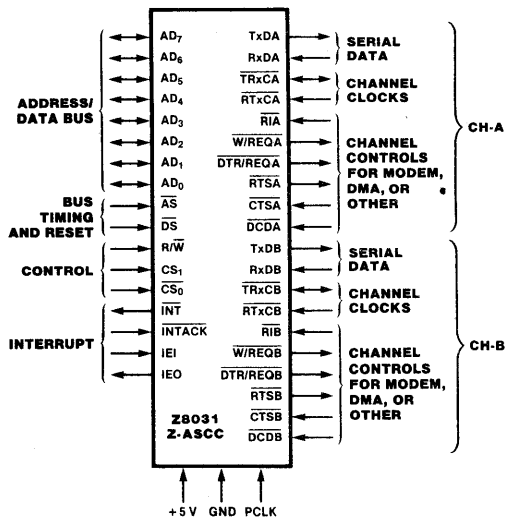 ADDRESS/
DATA BUS
BUS
TIMING
AND RESET
CONTROL
INTERRUPT
AD7
AD6
AD5
AD4
AD3
AD2
AD1
AD0
AS
DS
R/W
CS1
CS0
INT
INTACK
IEI
IEO
Z8031
Z-ASCC
TxDA
RxDA
TRxCA
RTxCA
RIA
W/REQA
DTR/REQA
RTSA
CTSA
DCDA
TxDB
RxDB
TRxCB
RTxCB
RIB
W/REQB
DTR/REQB
RTSB
CTSB
DCDB
SERIAL
DATA
CHANNEL
CLOCKS
CHANNEL
CONTROLS
FOR MODEM,
DMA, OR
OTHER
CH-A
SERIAL
DATA
CHANNEL
CLOCKS
CHANNEL
CONTROLS
FOR MODEM,
DMA, OR
OTHER
CH-B
+5 V GND PCLK